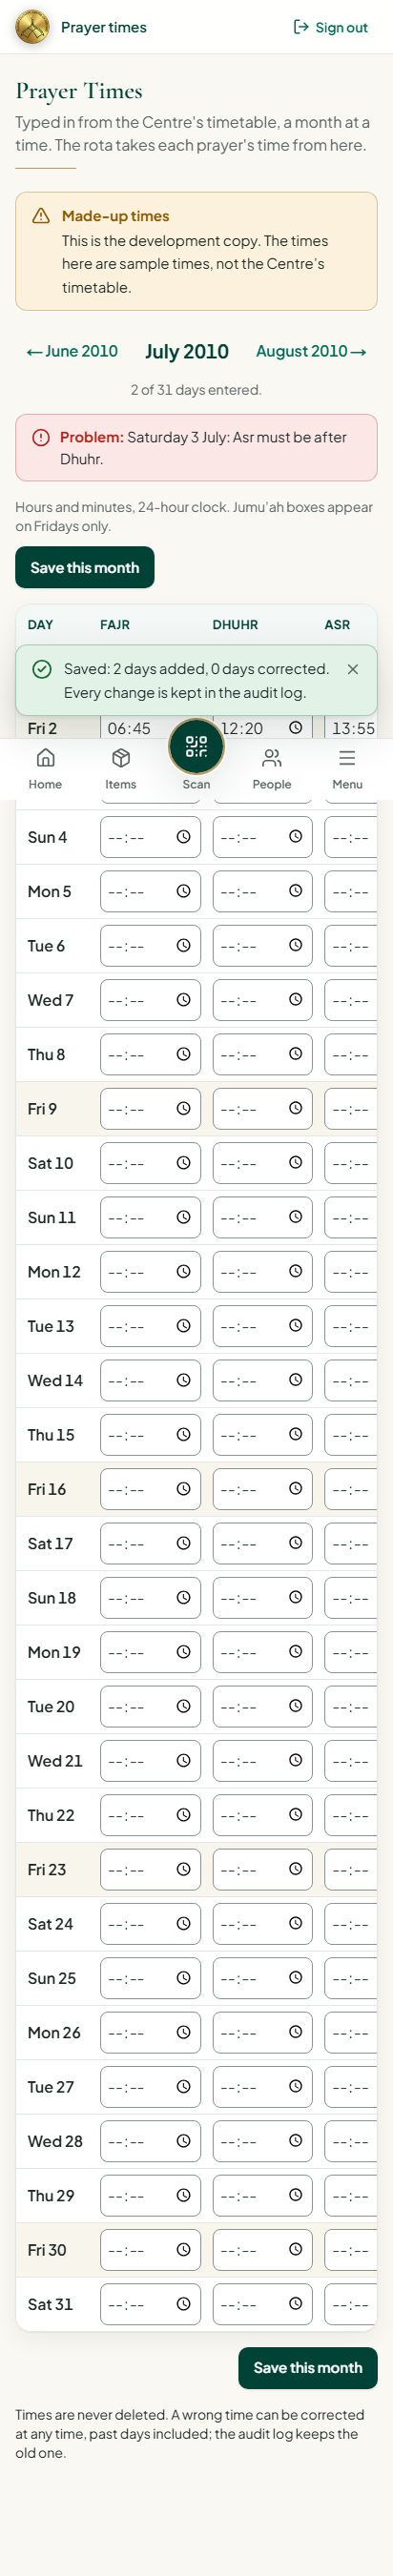 Prayer times
Sign out
Prayer Times
Typed in from the Centre's timetable, a month at a
time. The rota takes each prayer's time from here.
Made-up times
This is the development copy. The times
here are sample times, not the Centre's
timetable.
← June 2010 July 2010 August 2010 →
2 of 31 days entered.
Problem: Saturday 3 July: Asr must be after
Dhuhr.
Hours and minutes, 24-hour clock. Jumu'ah boxes appear
on Fridays only.
Save this month
DAY FAJR DHUHR ASR
Saved: 2 days added, 0 days corrected.
Every change is kept in the audit log.
Fri 2 06:45 12:20 13:55
Home Items Scan People Menu
Sun 4 --:-- --:-- --:--
Mon 5 --:-- --:-- --:--
Tue 6 --:-- --:-- --:--
Wed 7 --:-- --:-- --:--
Thu 8 --:-- --:-- --:--
Fri 9 --:-- --:-- --:--
Sat 10 --:-- --:-- --:--
Sun 11 --:-- --:-- --:--
Mon 12 --:-- --:-- --:--
Tue 13 --:-- --:-- --:--
Wed 14 --:-- --:-- --:--
Thu 15 --:-- --:-- --:--
Fri 16 --:-- --:-- --:--
Sat 17 --:-- --:-- --:--
Sun 18 --:-- --:-- --:--
Mon 19 --:-- --:-- --:--
Tue 20 --:-- --:-- --:--
Wed 21 --:-- --:-- --:--
Thu 22 --:-- --:-- --:--
Fri 23 --:-- --:-- --:--
Sat 24 --:-- --:-- --:--
Sun 25 --:-- --:-- --:--
Mon 26 --:-- --:-- --:--
Tue 27 --:-- --:-- --:--
Wed 28 --:-- --:-- --:--
Thu 29 --:-- --:-- --:--
Fri 30 --:-- --:-- --:--
Sat 31 --:-- --:-- --:--
Save this month
Times are never deleted. A wrong time can be corrected
at any time, past days included; the audit log keeps the
old one.